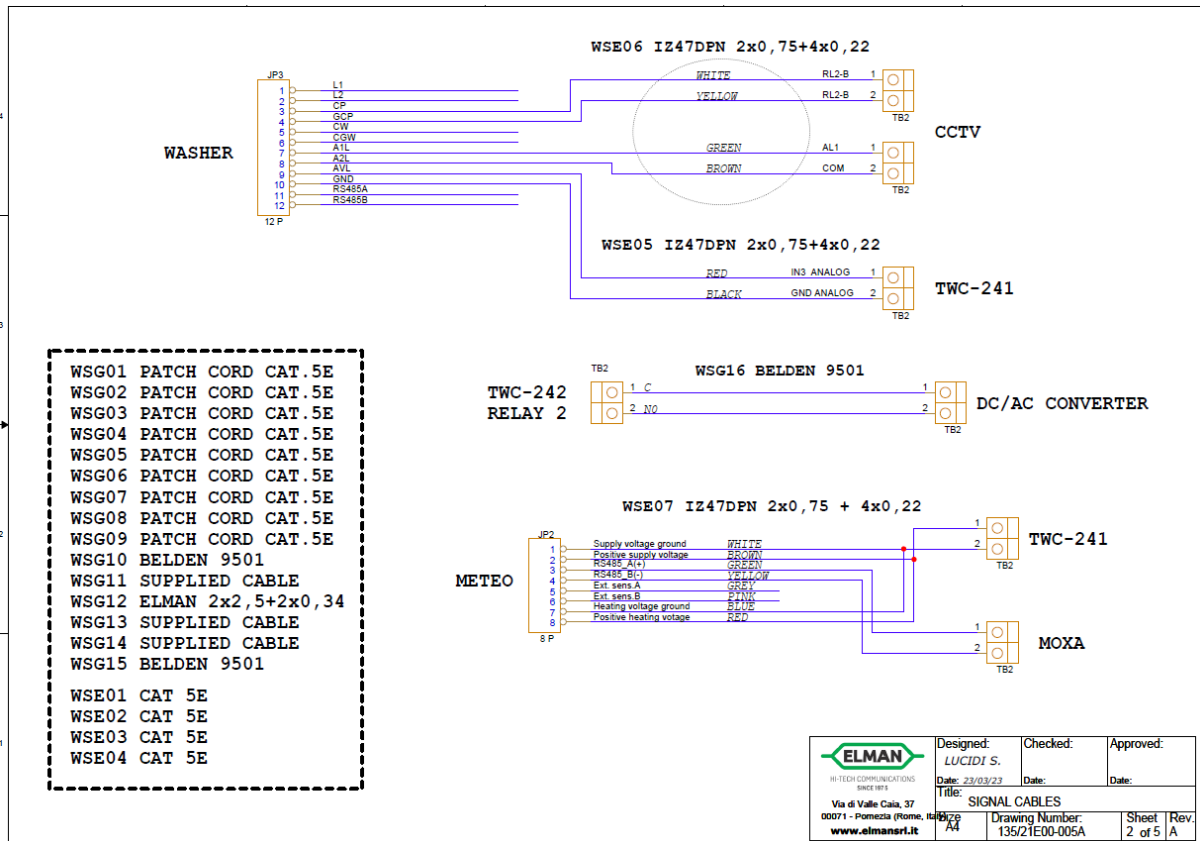 WSE06 IZ47DPN 2x0,75+4x0,22
JP3
WASHER
1 L1
2 L2
3 CP
4 GCP
5 CW
6 CGW
7 A1L
8 A2L
9 AVL
10 GND
11 RS485A
12 RS485B
12 P
WHITE RL2-B 1
YELLOW RL2-B 2
TB2
CCTV
GREEN AL1 1
BROWN COM 2
TB2
WSE05 IZ47DPN 2x0,75+4x0,22
RED IN3 ANALOG 1
BLACK GND ANALOG 2
TB2
TWC-241
4
3
2
1
WSG01 PATCH CORD CAT.5E
WSG02 PATCH CORD CAT.5E
WSG03 PATCH CORD CAT.5E
WSG04 PATCH CORD CAT.5E
WSG05 PATCH CORD CAT.5E
WSG06 PATCH CORD CAT.5E
WSG07 PATCH CORD CAT.5E
WSG08 PATCH CORD CAT.5E
WSG09 PATCH CORD CAT.5E
WSG10 BELDEN 9501
WSG11 SUPPLIED CABLE
WSG12 ELMAN 2x2,5+2x0,34
WSG13 SUPPLIED CABLE
WSG14 SUPPLIED CABLE
WSG15 BELDEN 9501
WSE01 CAT 5E
WSE02 CAT 5E
WSE03 CAT 5E
WSE04 CAT 5E
TB2
WSG16 BELDEN 9501
TWC-242
RELAY 2
1 C 1
2 NO 2
TB2
DC/AC CONVERTER
WSE07 IZ47DPN 2x0,75 + 4x0,22
JP2
METEO
1 Supply voltage ground WHITE
2 Positive supply voltage BROWN
3 RS485_A(+) GREEN
4 RS485_B(-) YELLOW
5 Ext. sens.A GREY
6 Ext. sens.B PINK
7 Heating voltage ground BLUE
8 Positive heating votage RED
8 P
1
2
TB2
TWC-241
1
2
TB2
MOXA
ELMAN
HI-TECH COMMUNICATIONS
SINCE 1973
Via di Valle Caia, 37
00071 - Pomezia (Rome, Ital
www.elmansrl.it
Designed: Checked: Approved:
LUCIDI S.
Date: 23/03/23 Date: Date:
Title:
SIGNAL CABLES
Size Drawing Number: Sheet Rev.
A4 135/21E00-005A 2 of 5 A